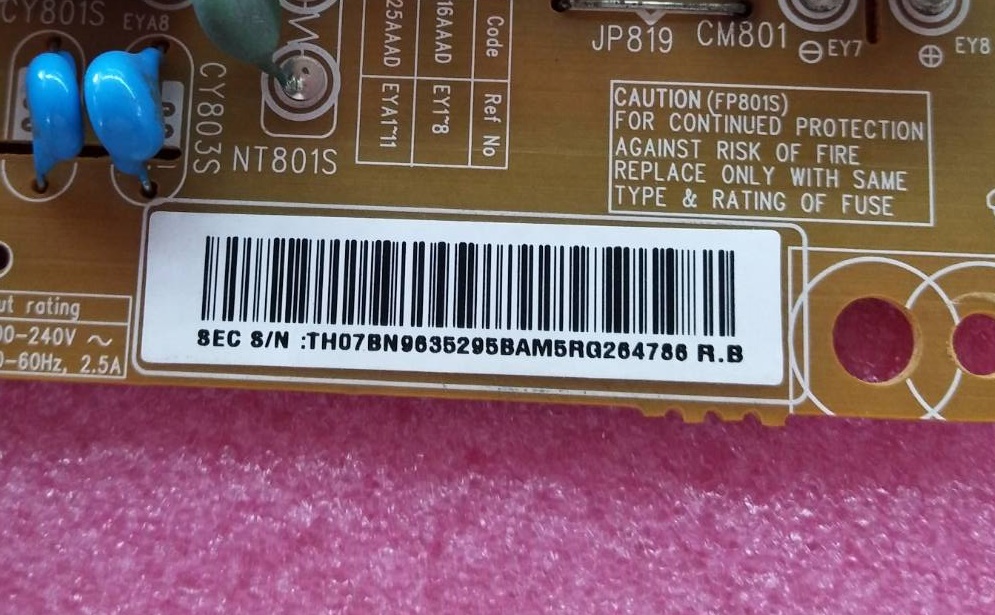 CY801S
EYA8
CY803S
NT801S
Code
Ref No
16AAAD
EY1~8
25AAAD
EYA1~11
JP819
CM801
EY7
EY8
CAUTION (FP801S)
FOR CONTINUED PROTECTION
AGAINST RISK OF FIRE
REPLACE ONLY WITH SAME
TYPE & RATING OF FUSE
SEC S/N :TH07BN9635295BAM5RG264786 R.B
ut rating
00-240V ~
0-60Hz, 2.5A